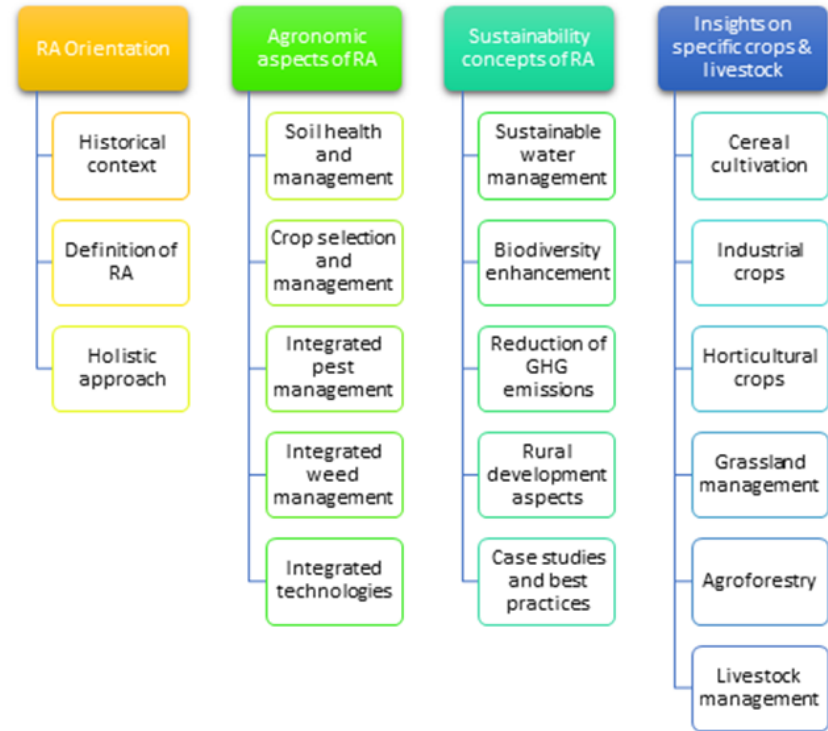 RA Orientation
Historical
context
Definition of
RA
Holistic
approach
Agronomic
aspects of RA
Soil health
and
management
Crop selection
and
management
Integrated
pest
management
Integrated
weed
management
Integrated
technologies
Sustainability
concepts of RA
Sustainable
water
management
Biodiversity
enhancement
Reduction of
GHG
emissions
Rural
development
aspects
Case studies
and best
practices
Insights on
specific crops &
livestock
Cereal
cultivation
Industrial
crops
Horticultural
crops
Grassland
management
Agroforestry
Livestock
management